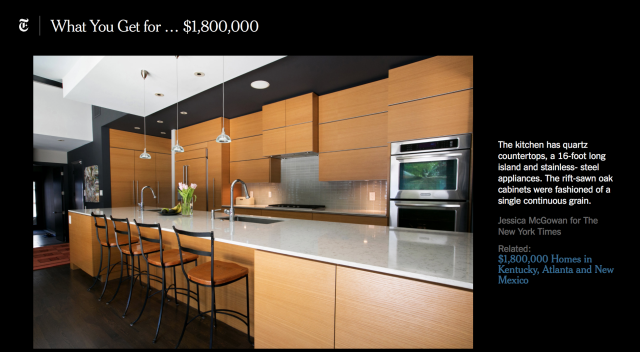 T
What You Get for ... $1,800,000
The kitchen has quartz
countertops, a 16-foot long
island and stainless- steel
appliances. The rift-sawn oak
cabinets were fashioned of a
single continuous grain.
Jessica McGowan for The
New York Times
Related:
$1,800,000 Homes in
Kentucky, Atlanta and New
Mexico